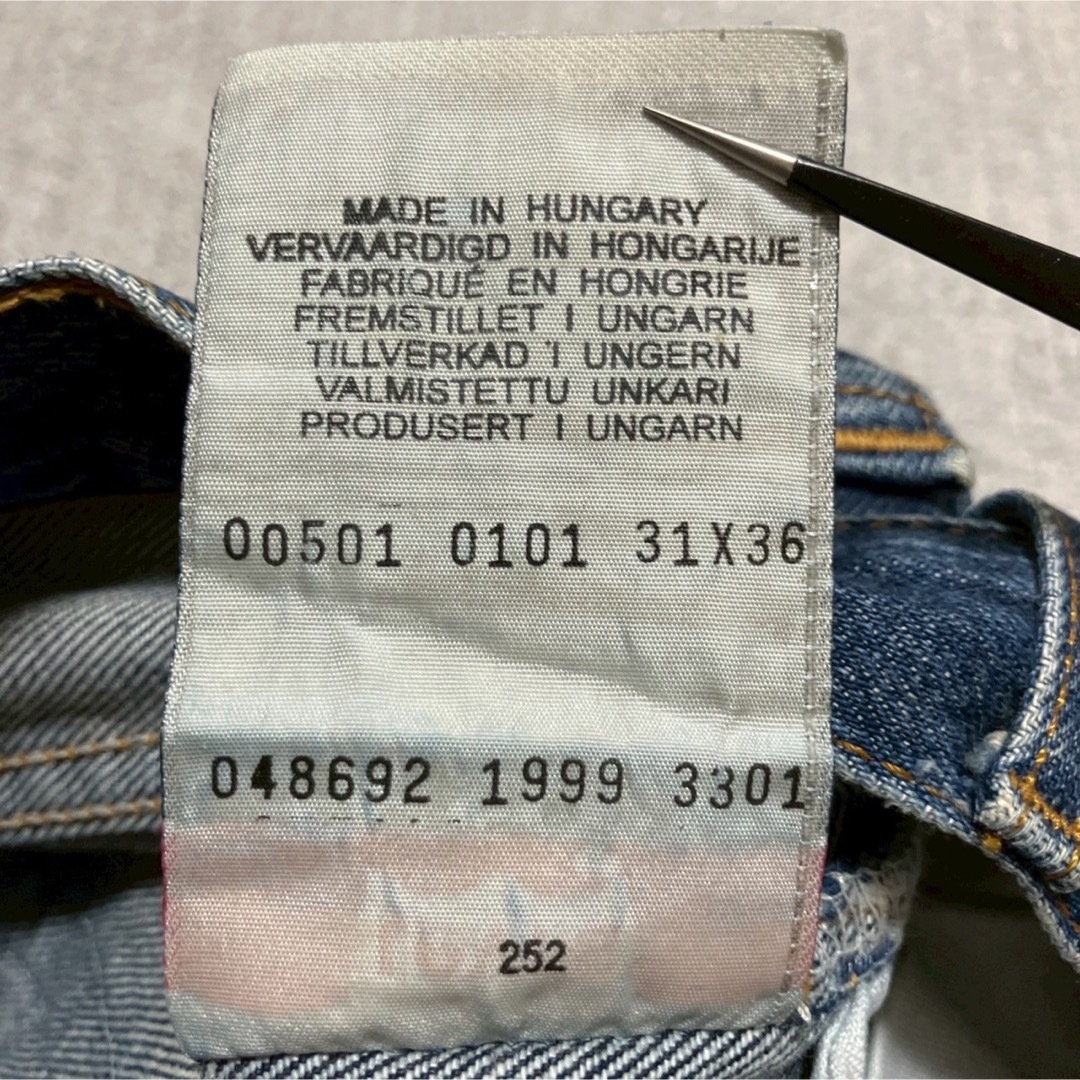 MADE IN HUNGARY
VERVAARDIGD IN HONGARIJE
FABRIQUÉ EN HONGRIE
FREMSTILLET I UNGARN
TILLVERKAD I UNGERN
VALMISTETTU UNKARI
PRODUSERT I UNGARN
00501 0101 31X36
048692 1999 3301
252